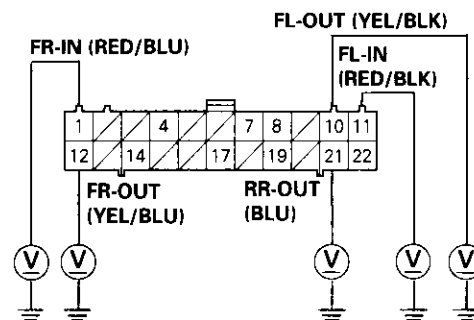 FL-OUT (YEL/BLK)
FR-IN (RED/BLU)
FL-IN
(RED/BLK)
1 4 7 8 10 11
12 14 17 19 21 22
FR-OUT
(YEL/BLU)
RR-OUT
(BLU)
V V V V V